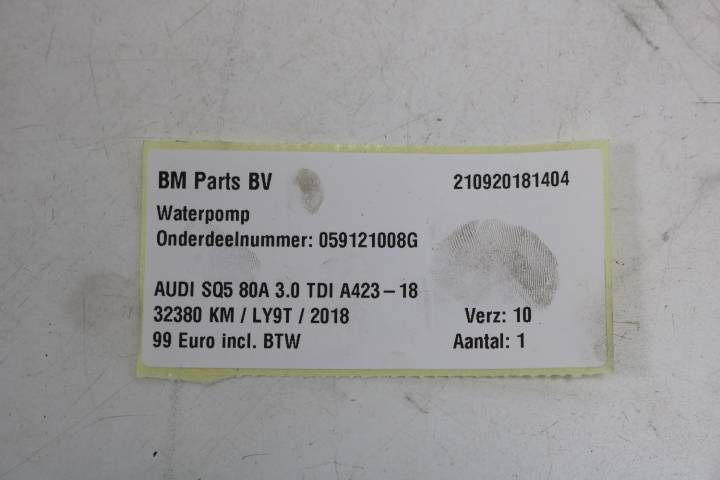 BM Parts BV 210920181404
Waterpomp
Onderdeelnummer: 059121008G
AUDI SQ5 80A 3.0 TDI A423-18
32380 KM / LY9T / 2018 Verz: 10
99 Euro incl. BTW Aantal: 1